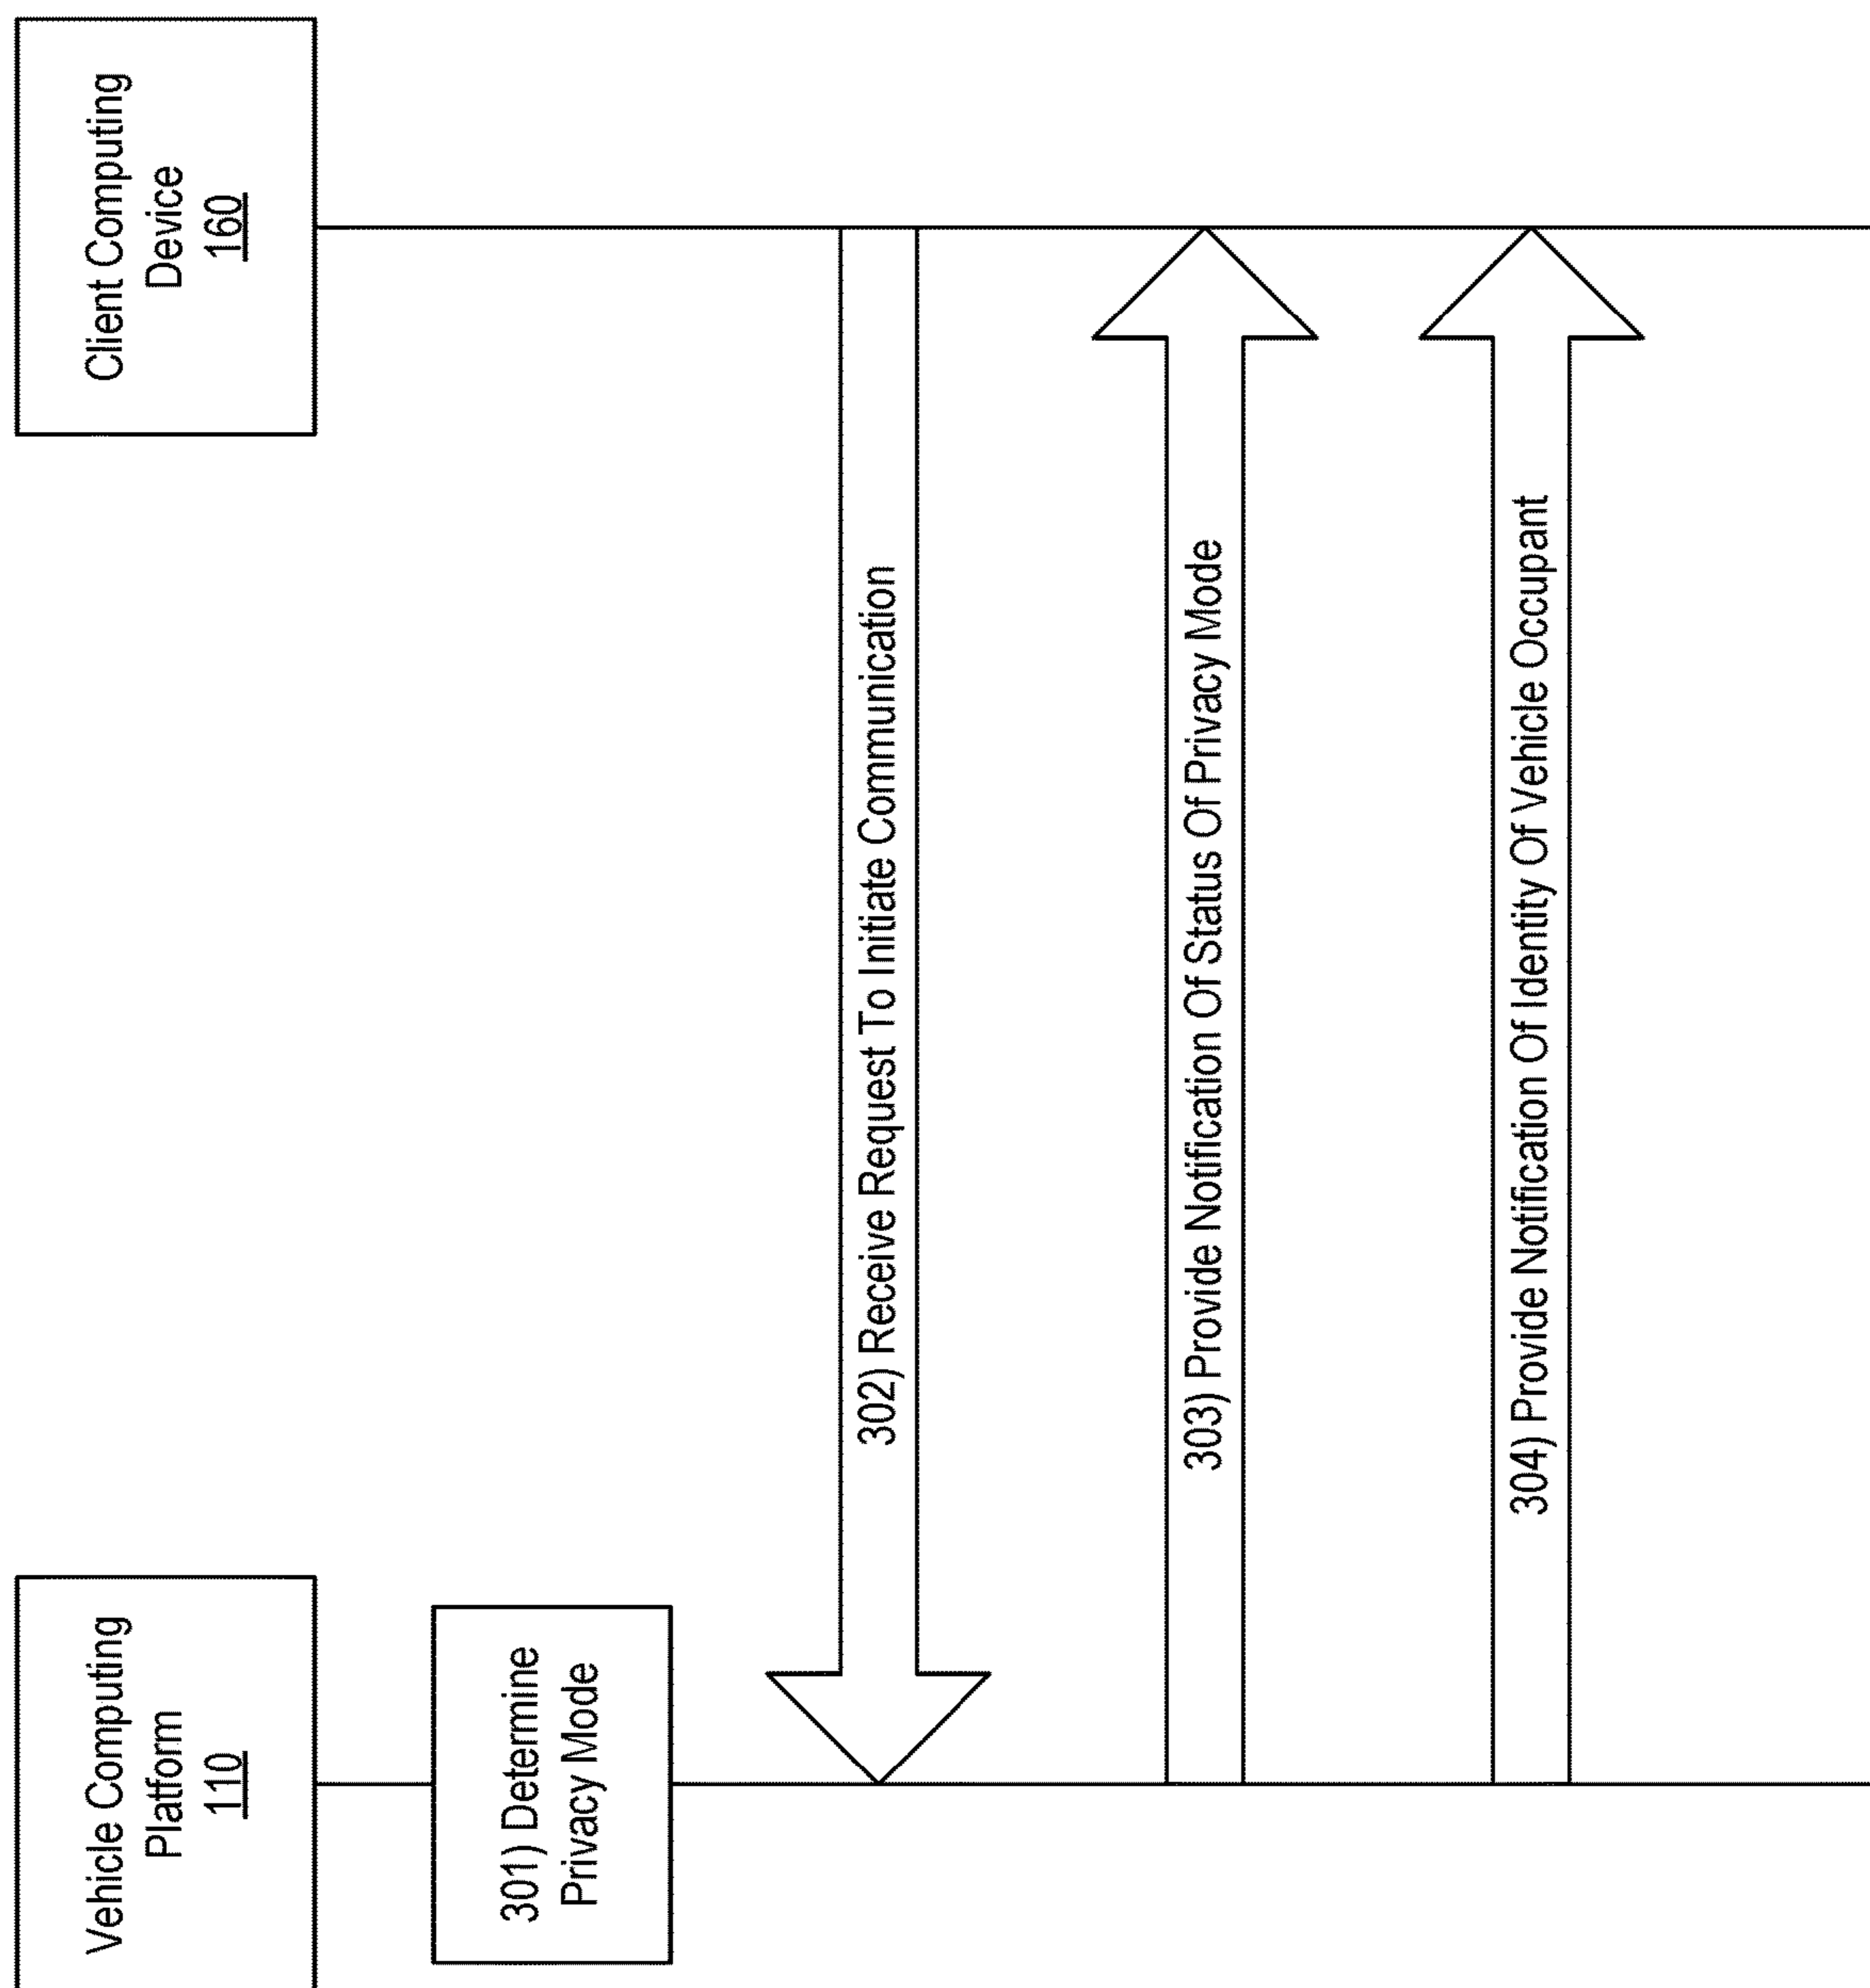 Vehicle Computing
Platform
110
Client Computing
Device
160
301) Determine
Privacy Mode
302) Receive Request To Initiate Communication
303) Provide Notification Of Status Of Privacy Mode
304) Provide Notification Of Identity Of Vehicle Occupant